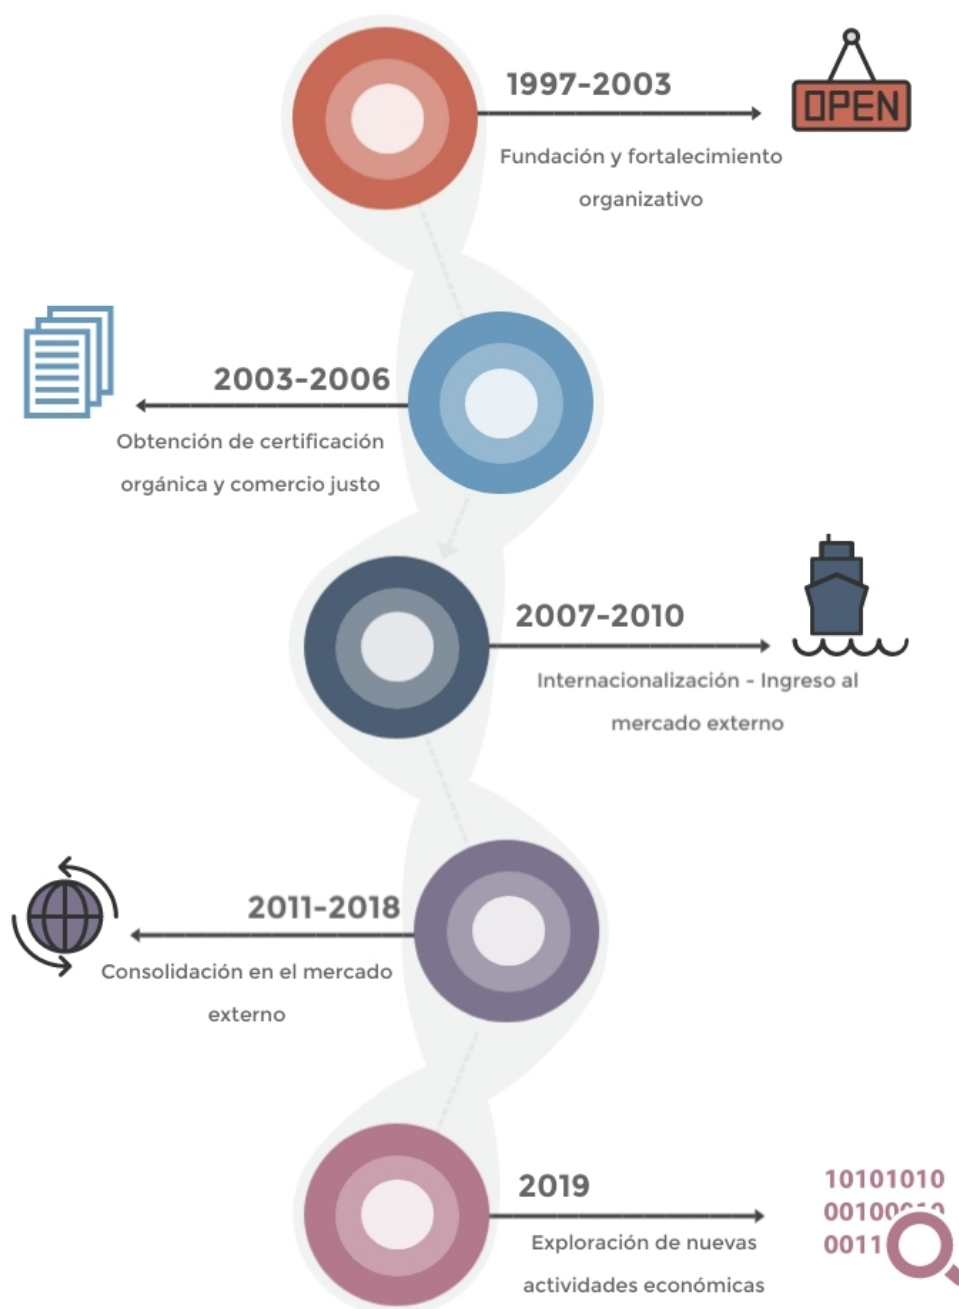 1997-2003
OPEN
Fundación y fortalecimiento
organizativo
2003-2006
Obtención de certificación
orgánica y comercio justo
2007-2010
Internacionalización - Ingreso al
mercado externo
2011-2018
Consolidación en el mercado
externo
2019
Exploración de nuevas
actividades económicas
10101010
0011